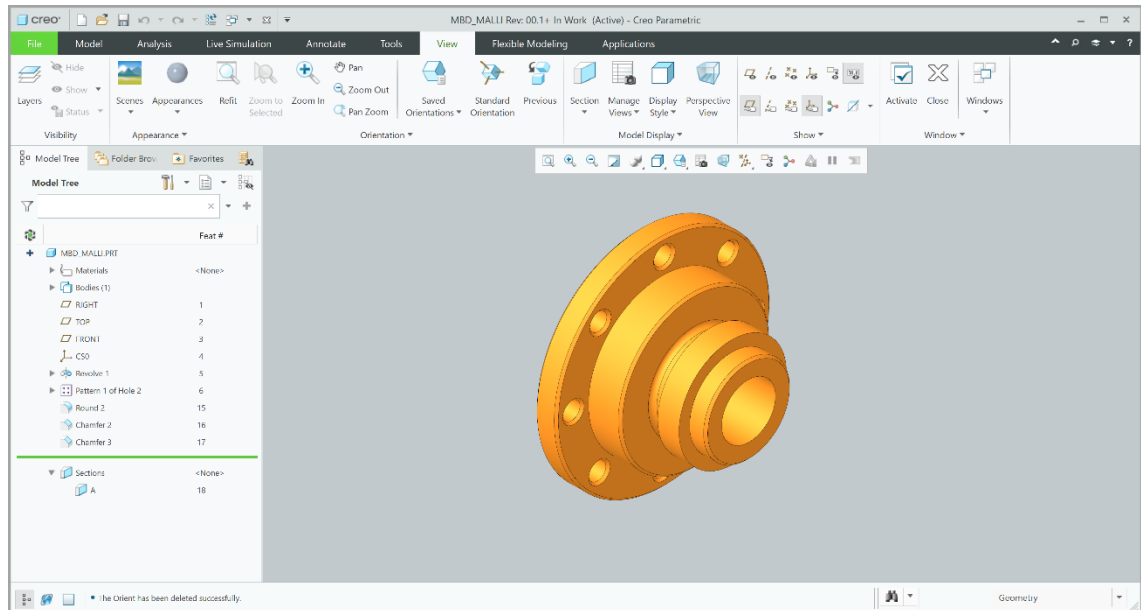 creo
MBD_MALLI Rev: 00.1+ In Work (Active) - Creo Parametric
File Model Analysis Live Simulation Annotate Tools View Flexible Modeling Applications
Hide
Show
Status
Layers
Scenes Appearances
Refit Zoom to Selected Zoom In
Pan
Zoom Out
Pan Zoom
Saved Orientations
Standard Orientation
Previous
Section Manage Views Display Style Perspective View
Activate Close
Windows
Visibility Appearance Orientation Model Display Show Window
Model Tree Folder Brow Favorites
Model Tree
Feat #
MBD_MALLI.PRT
Materials <None>
Bodies (1)
RIGHT 1
TOP 2
FRONT 3
CS0 4
Revolve 1 5
Pattern 1 of Hole 2 6
Round 2 15
Chamfer 2 16
Chamfer 3 17
Sections <None>
A 18
• The Orient has been deleted successfully.
Geometry